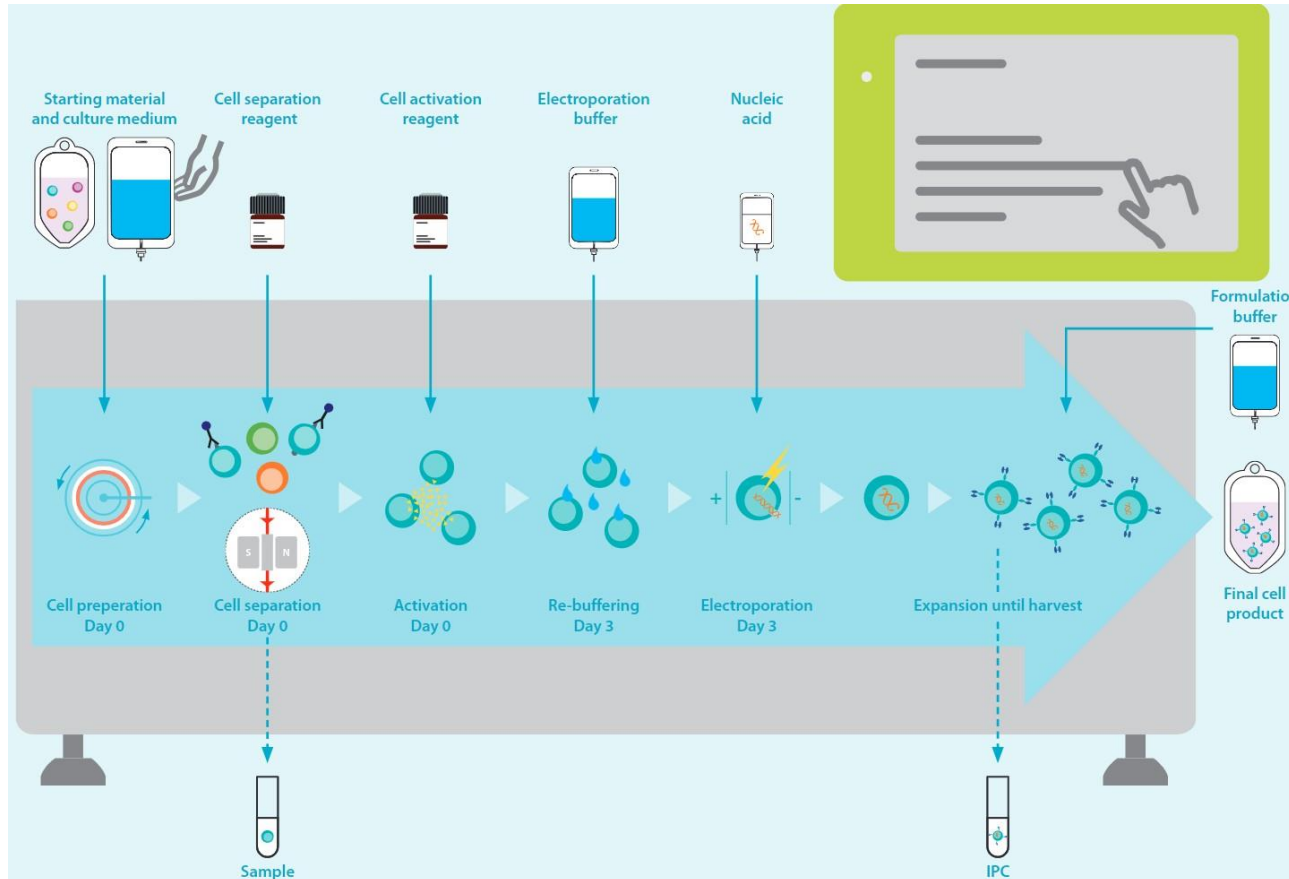 Starting material
and culture medium
Cell separation
reagent
Cell activation
reagent
Electroporation
buffer
Nucleic
acid
Formulatio
buffer
S
N
+
-
Cell preperation
Day 0
Cell separation
Day 0
Activation
Day 0
Re-buffering
Day 3
Electroporation
Day 3
Expansion until harvest
Final cell
product
Sample
IPC